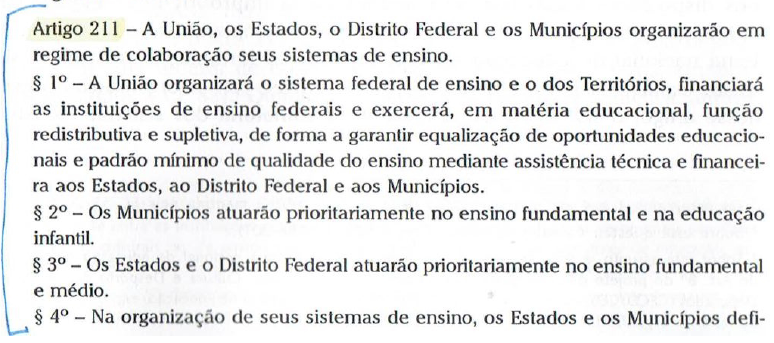 Artigo 211 – A União, os Estados, o Distrito Federal e os Municípios organizarão em
regime de colaboração seus sistemas de ensino.
§ 1º – A União organizará o sistema federal de ensino e o dos Territórios, financiará
as instituições de ensino federais e exercerá, em matéria educacional, função
redistributiva e supletiva, de forma a garantir equalização de oportunidades educacio-
nais e padrão mínimo de qualidade do ensino mediante assistência técnica e financei-
ra aos Estados, ao Distrito Federal e aos Municípios.
§ 2º – Os Municípios atuarão prioritariamente no ensino fundamental e na educação
infantil.
§ 3º – Os Estados e o Distrito Federal atuarão prioritariamente no ensino fundamental
e médio.
§ 4º – Na organização de seus sistemas de ensino, os Estados e os Municípios defi-